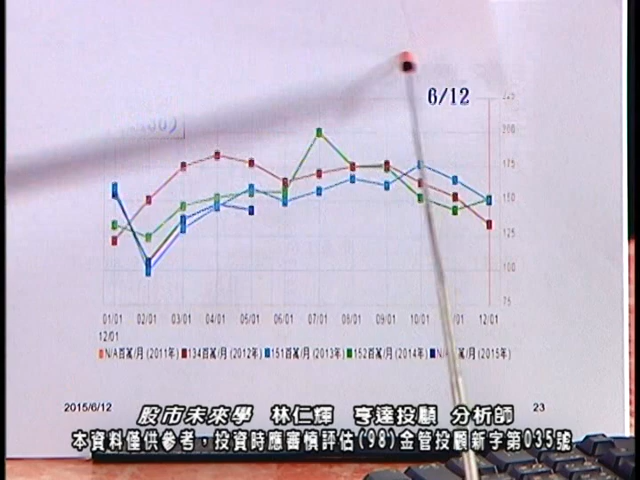 6/12
225
200
175
150
125
100
75
01/01 02/01 03/01 04/01 05/01 06/01 07/01 08/01 09/01 10/01 /01 12/01
12/01
N/A百萬/月 (2011年) 134百萬/月 (2012年) 151百萬/月 (2013年) 152百萬/月 (2014年) N/A /月 (2015年)
2015/6/12
23
股市未來學 林仁輝 亨達投顧 分析師
本資料僅供參考,投資時應審慎評估(98)金管投顧新字第035號